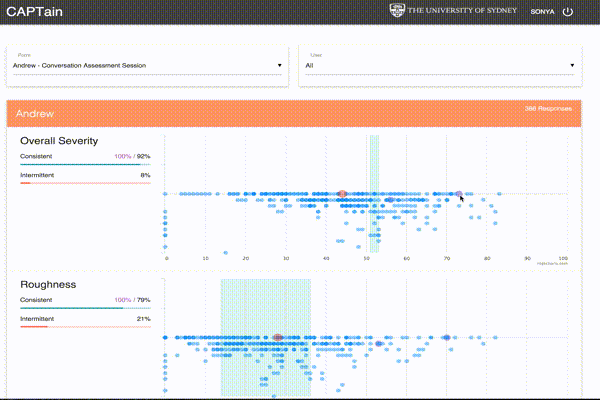 CAPTain
THE UNIVERSITY OF SYDNEY
SONYA
Andrew - Conversation Assessment Session
User
All
Andrew
386 Responses
Overall Severity
Consistent 100% / 92%
Intermittent 8%
0 10 20 30 40 50 60 70 80 90 100
Highcharts.com
Roughness
Consistent 100% / 79%
Intermittent 21%